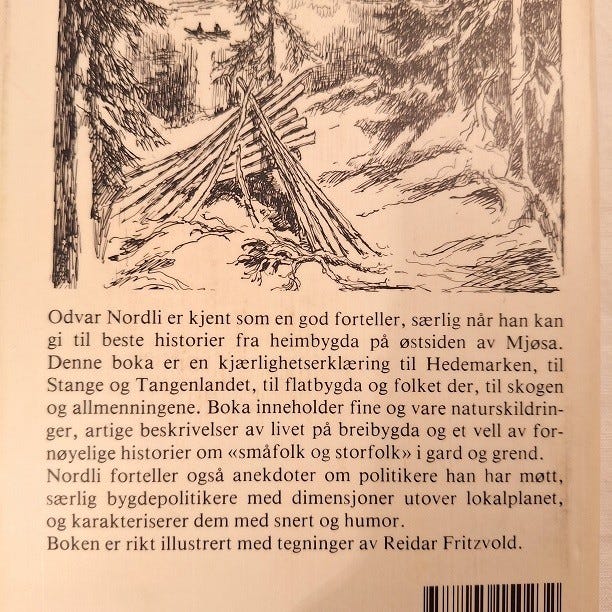 Odvar Nordli er kjent som en god forteller, særlig når han kan
gi til beste historier fra heimbygda på østsiden av Mjøsa.
Denne boka er en kjærlighetserklæring til Hedemarken, til
Stange og Tangenlandet, til flatbygda og folket der, til skogen
og allmenningene. Boka inneholder fine og vare naturskildrin-
ger, artige beskrivelser av livet på breibygda og et vell av for-
nøyelige historier om «småfolk og storfolk» i gard og grend.
Nordli forteller også anekdoter om politikere han har møtt,
særlig bygdepolitikere med dimensjoner utover lokalplanet,
og karakteriserer dem med snert og humor.
Boken er rikt illustrert med tegninger av Reidar Fritzvold.